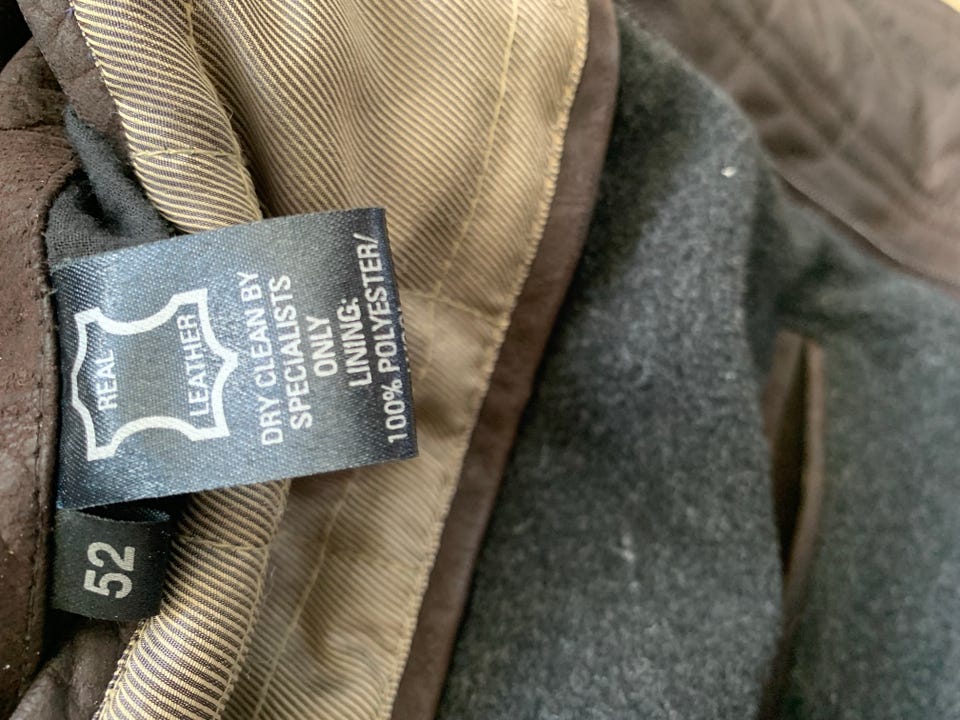 REAL
LEATHER
DRY CLEAN BY
SPECIALISTS
ONLY
LINING:
100% POLYESTER/
52